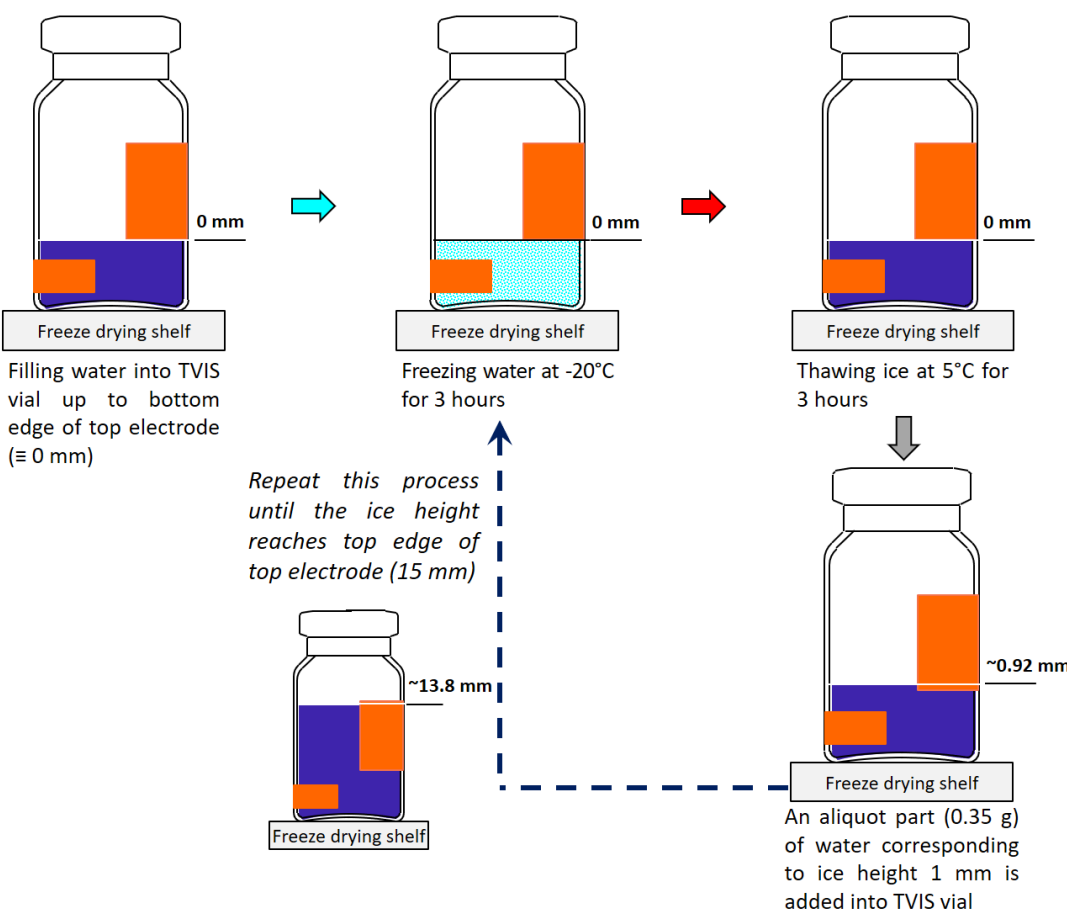 0 mm
0 mm
0 mm
Freeze drying shelf
Freeze drying shelf
Freeze drying shelf
Filling water into TVIS
vial up to bottom
edge of top electrode
(≡ 0 mm)
Freezing water at -20°C
for 3 hours
Thawing ice at 5°C for
3 hours
Repeat this process
until the ice height
reaches top edge of
top electrode (15 mm)
~13.8 mm
Freeze drying shelf
~0.92 mm
Freeze drying shelf
An aliquot part (0.35 g)
of water corresponding
to ice height 1 mm is
added into TVIS vial